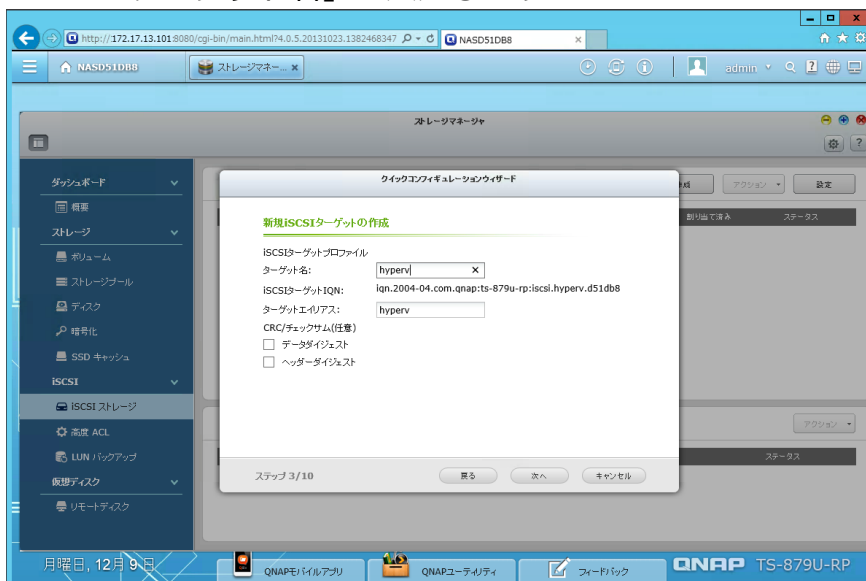 http://172.17.13.101:8080/cgi-bin/main.html?4.0.5.20131023.1382468347
NASD51DB8
NASD51DB8
ストレージマネー...
admin
ストレージマネージャ
ダッシュボード
概要
ストレージ
ボリューム
ストレージプール
ディスク
暗号化
SSD キャッシュ
iSCSI
iSCSI ストレージ
高度 ACL
LUN バックアップ
仮想ディスク
リモートディスク
アクション
設定
割り当て済み
ステータス
クイックコンフィギュレーションウィザード
新規iSCSIターゲットの作成
iSCSIターゲットプロファイル
ターゲット名: hyperv
iSCSIターゲットIQN: iqn.2004-04.com.qnap:ts-879u-rp:iscsi.hyperv.d51db8
ターゲットエイリアス: hyperv
CRC/チェックサム(任意)
データダイジェスト
ヘッダーダイジェスト
ステップ 3/10
戻る
次へ
キャンセル
アクション
ステータス
月曜日, 12月 9 日
QNAPモバイルアプリ
QNAPユーティリティ
フィードバック
QNAP TS-879U-RP